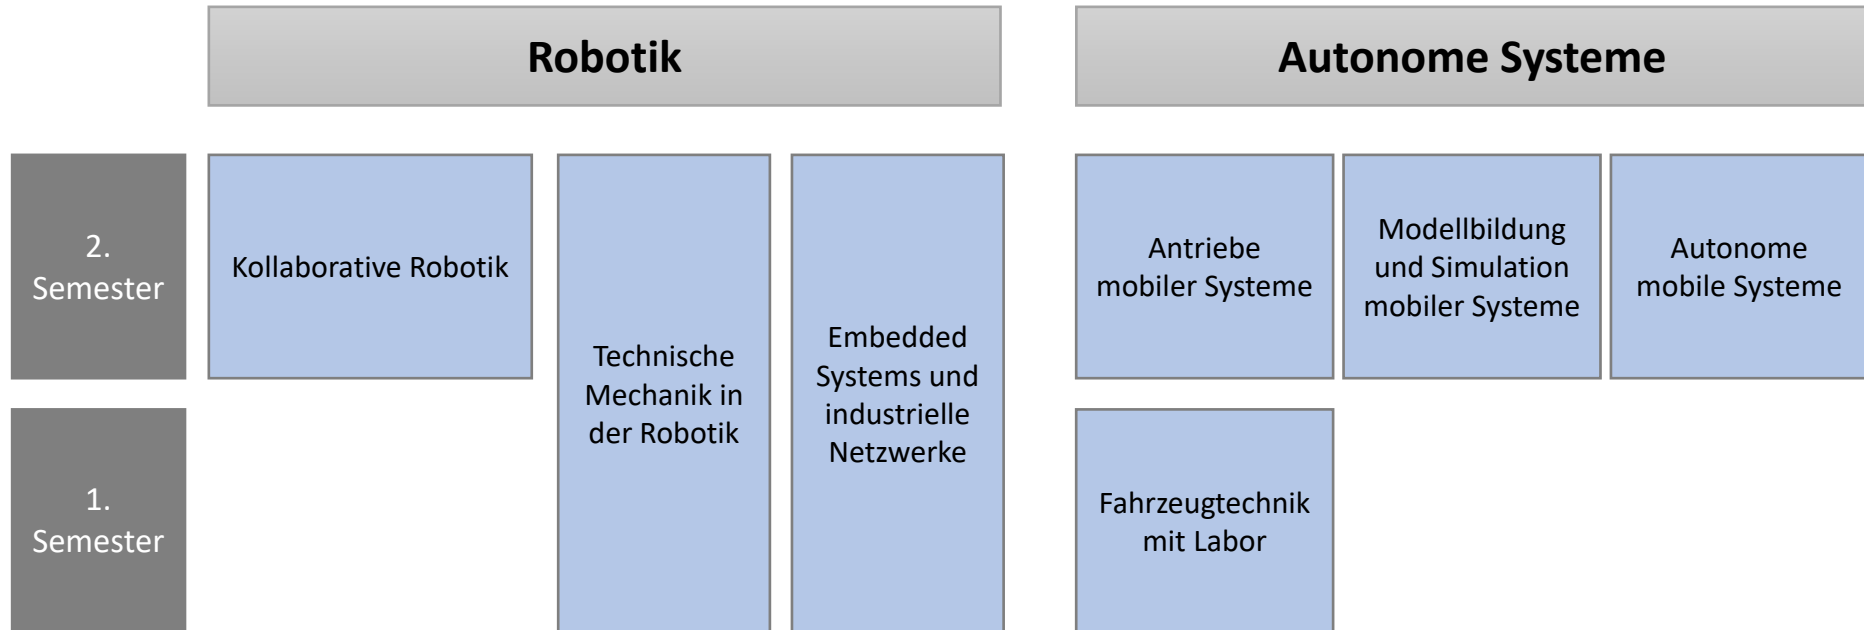 Robotik
Autonome Systeme
2.
Semester
Kollaborative Robotik
Technische
Mechanik in
der Robotik
Embedded
Systems und
industrielle
Netzwerke
Antriebe
mobiler Systeme
Modellbildung
und Simulation
mobiler Systeme
Autonome
mobile Systeme
1.
Semester
Fahrzeugtechnik
mit Labor